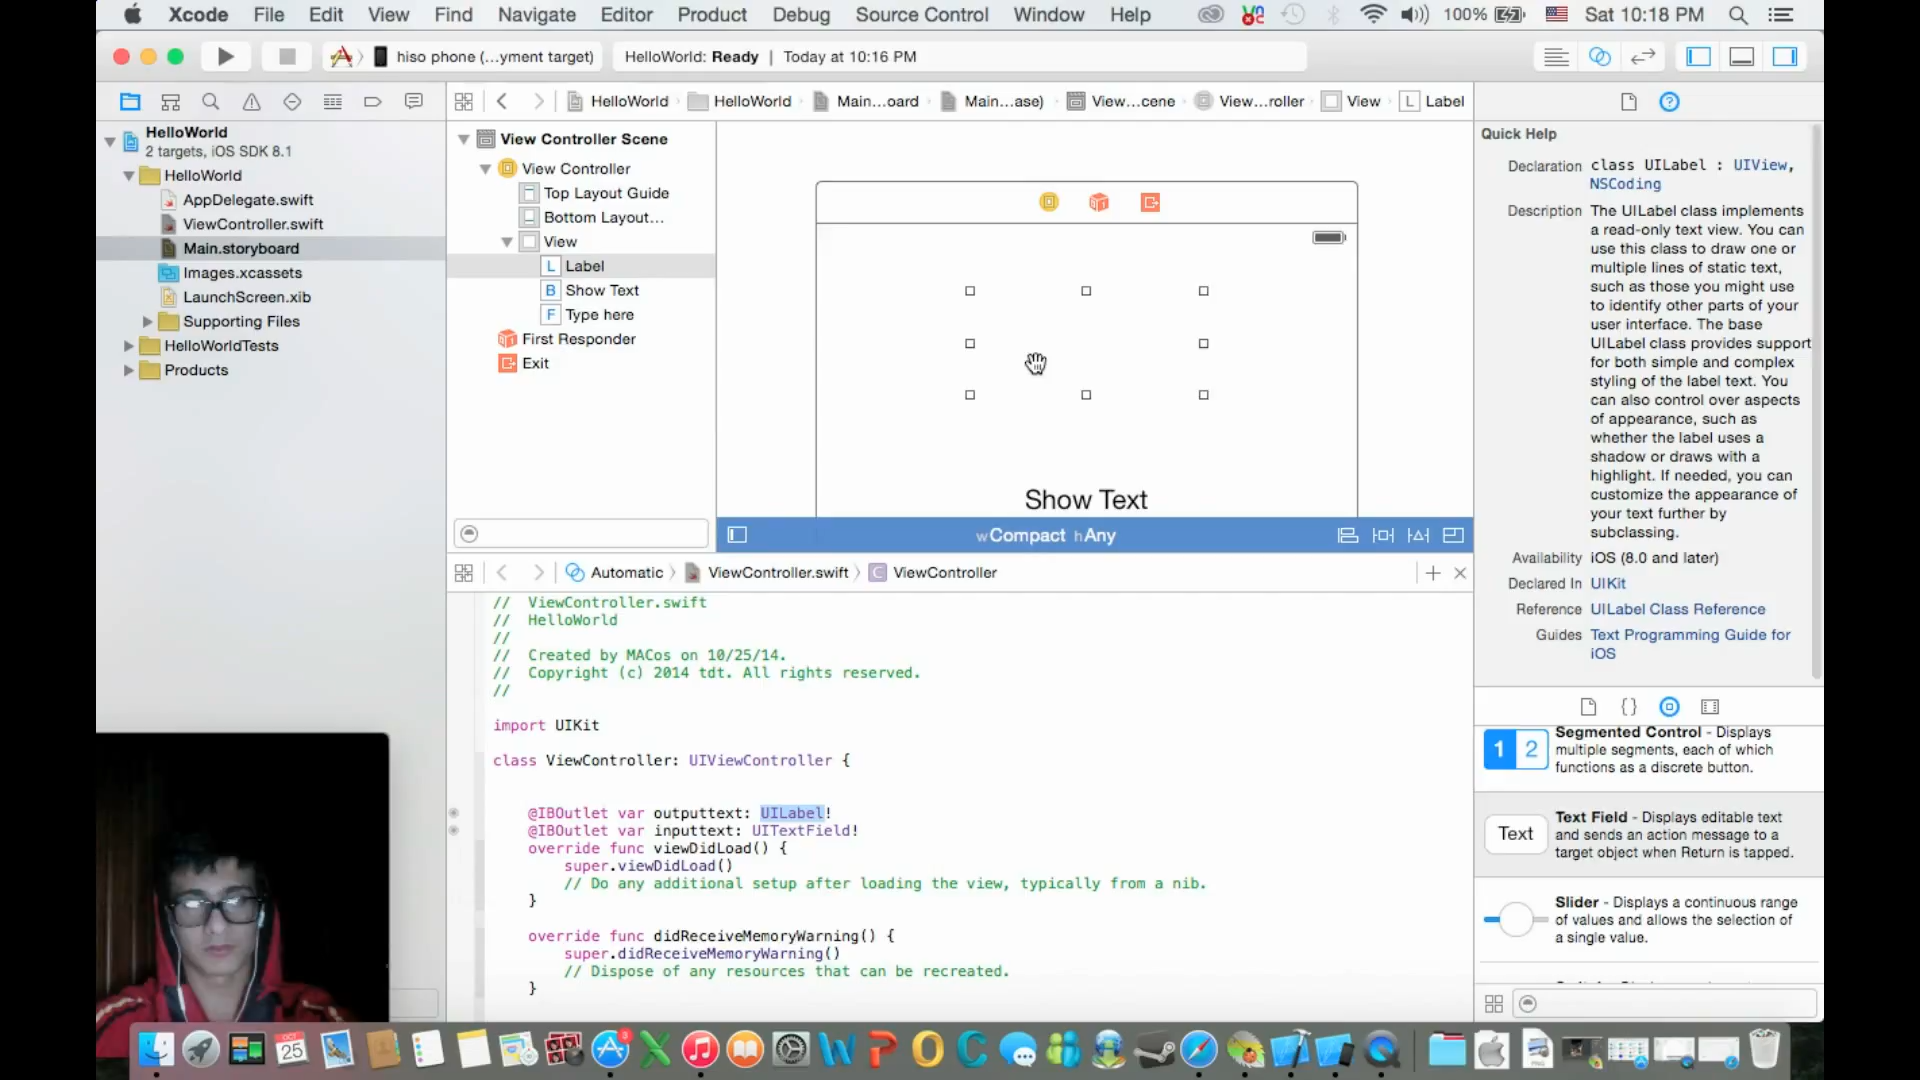 Xcode File Edit View Find Navigate Editor Product Debug Source Control Window Help 100% Sat 10:18 PM
hiso phone (...yment target) HelloWorld: Ready | Today at 10:16 PM
HelloWorld
2 targets, iOS SDK 8.1
HelloWorld
AppDelegate.swift
ViewController.swift
Main.storyboard
Images.xcassets
LaunchScreen.xib
Supporting Files
HelloWorldTests
Products
HelloWorld HelloWorld Main...oard Main...ase) View...cene View...roller View L Label
View Controller Scene
View Controller
Top Layout Guide
Bottom Layout...
View
L Label
B Show Text
F Type here
First Responder
Exit
Show Text
wCompact hAny
Automatic ViewController.swift C ViewController
// ViewController.swift
// HelloWorld
//
// Created by MACos on 10/25/14.
// Copyright (c) 2014 tdt. All rights reserved.
//
import UIKit
class ViewController: UIViewController {
@IBOutlet var outputtext: UILabel!
@IBOutlet var inputtext: UITextField!
override func viewDidLoad() {
super.viewDidLoad()
// Do any additional setup after loading the view, typically from a nib.
}
override func didReceiveMemoryWarning() {
super.didReceiveMemoryWarning()
// Dispose of any resources that can be recreated.
}
Quick Help
Declaration class UILabel : UIView,
NSCoding
Description The UILabel class implements
a read-only text view. You can
use this class to draw one or
multiple lines of static text,
such as those you might use
to identify other parts of your
user interface. The base
UILabel class provides support
for both simple and complex
styling of the label text. You
can also control over aspects
of appearance, such as
whether the label uses a
shadow or draws with a
highlight. If needed, you can
customize the appearance of
your text further by
subclassing.
Availability iOS (8.0 and later)
Declared In UIKit
Reference UILabel Class Reference
Guides Text Programming Guide for
iOS
{}
1 2
Segmented Control - Displays
multiple segments, each of which
functions as a discrete button.
Text
Text Field - Displays editable text
and sends an action message to a
target object when Return is tapped.
Slider - Displays a continuous range
of values and allows the selection of
a single value.
OCT
25
3